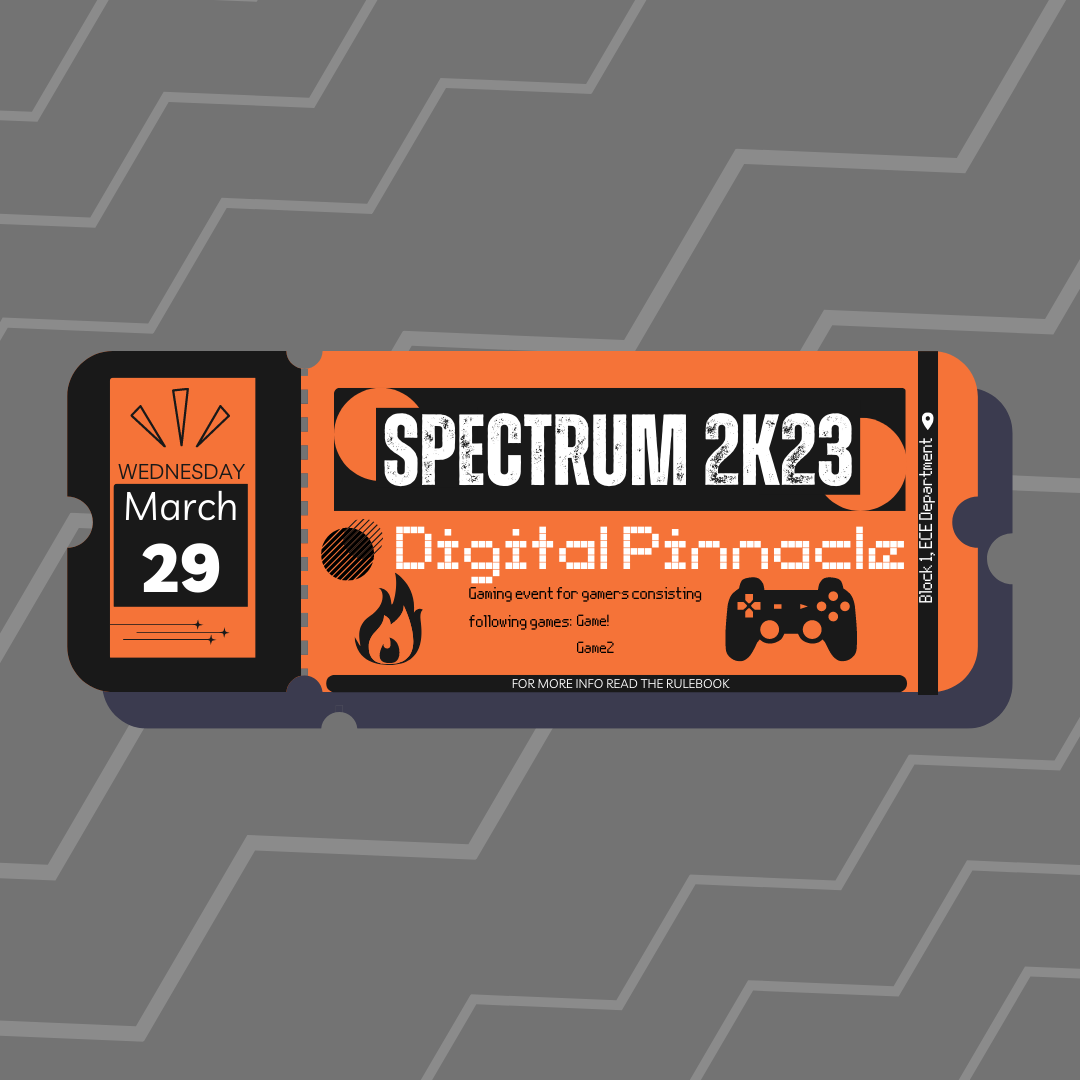 WEDNESDAY
March
29
SPECTRUM 2K23
Digital Pinnacle
Gaming event for gamers consisting
following games: Game!
Game2
FOR MORE INFO READ THE RULEBOOK
Block 1, ECE Department